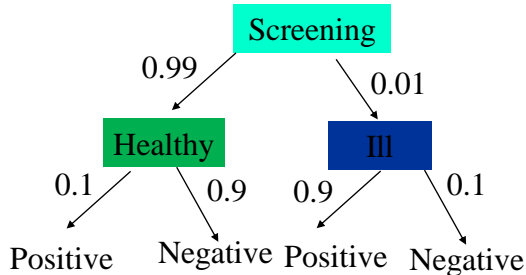 Screening
0.99
0.01
Healthy
Ill
0.1
0.9
0.9
0.1
Positive
Negative
Positive
Negative